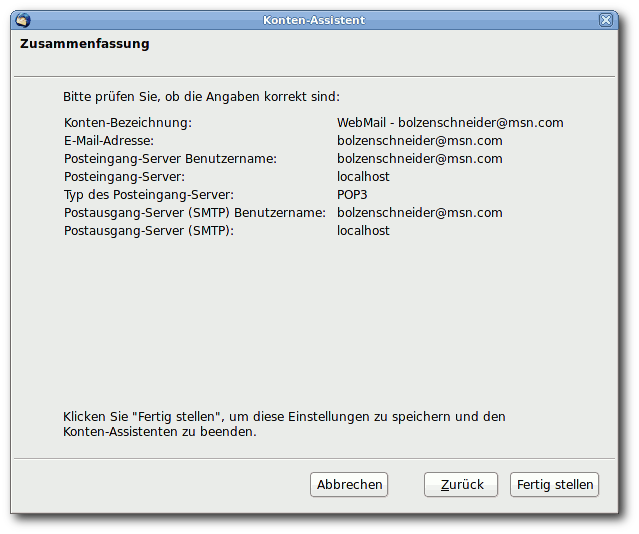 Konten-Assistent
Zusammenfassung
Bitte prüfen Sie, ob die Angaben korrekt sind:
Konten-Bezeichnung: WebMail - bolzenschneider@msn.com
E-Mail-Adresse: bolzenschneider@msn.com
Posteingang-Server Benutzername: bolzenschneider@msn.com
Posteingang-Server: localhost
Typ des Posteingang-Server: POP3
Postausgang-Server (SMTP) Benutzername: bolzenschneider@msn.com
Postausgang-Server (SMTP): localhost
Klicken Sie "Fertig stellen", um diese Einstellungen zu speichern und den
Konten-Assistenten zu beenden.
Abbrechen Zurück Fertig stellen